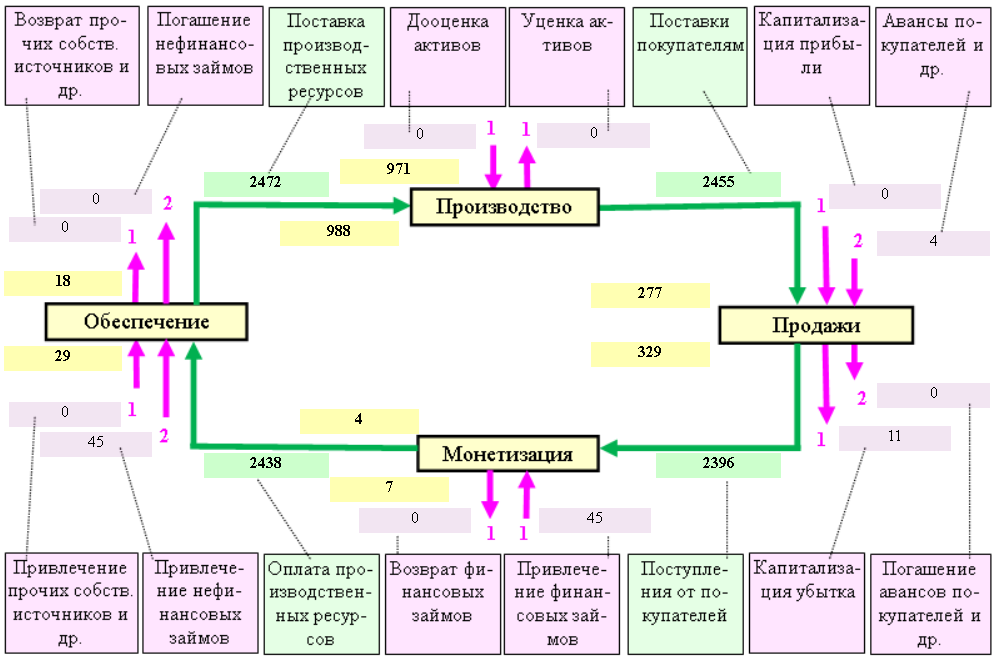 Возврат про-
чих собств.
источников и
др.
Погашение
нефинансо-
вых займов
Поставка
производ-
ственных
ресурсов
Дооценка
активов
Уценка ак-
тивов
Поставки
покупателям
Капитализа-
ция прибы-
ли
Авансы по-
купателей и
др.
0
1
1
0
971
2472
2455
0
0
2
Производство
1
0
1
988
2
4
18
277
Обеспечение
Продажи
29
329
0
1
4
0
2
45
2
Монетизация
1
11
2438
2396
7
0
1
1
45
Привлечение
прочих собств.
источников и
др.
Привлече-
ние нефи-
нансовых
займов
Оплата про-
изводствен-
ных ресур-
сов
Возврат фи-
нансовых
займов
Привлече-
ние финан-
совых зай-
мов
Поступле-
ния от по-
купателей
Капитализа-
ция убытка
Погашение
авансов по-
купателей и
др.